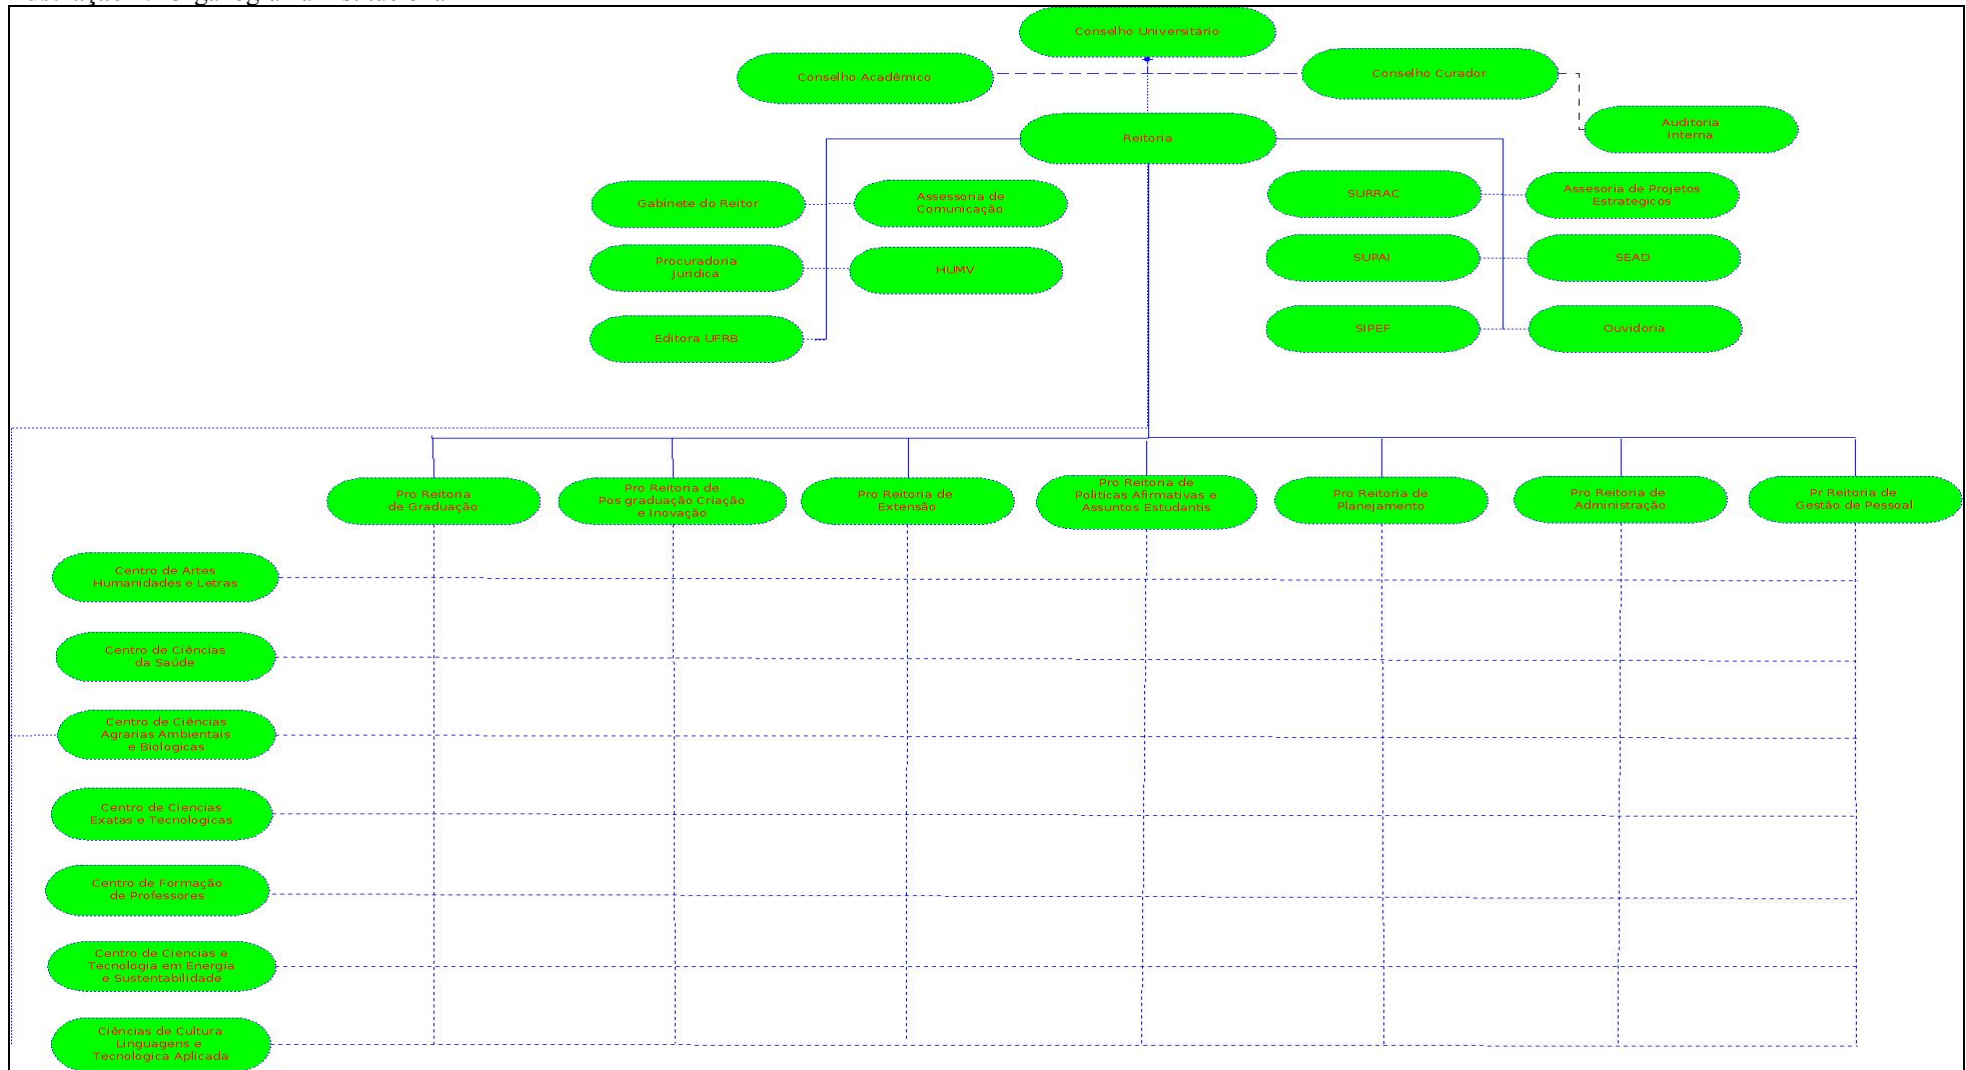 Conselho Universitário
Conselho Acadêmico
Conselho Curador
Auditoria
Interna
Reitoria
Gabinete do Reitor
Assessoria de
Comunicação
SURRAC
Assesoria de Projetos
Estrategicos
Procuradoria
Juridica
HUMV
SUPAI
SEAD
Editora UFRB
SIPEF
Ouvidoria
Pro Reitoria
de Graduação
Pro Reitoria de
Pos graduação Criação
e Inovação
Pro Reitoria de
Extensão
Pro Reitoria de
Politicas Afirmativas e
Assuntos Estudantis
Pro Reitoria de
Planejamento
Pro Reitoria de
Administração
Pr Reitoria de
Gestão de Pessoal
Centro de Artes
Humanidades e Letras
Centro de Ciências
da Saúde
Centro de Ciências
Agrarias Ambientais
e Biologicas
Centro de Ciencias
Exatas e Tecnologicas
Centro de Formação
de Professores
Centro de Ciencias e
Tecnologia em Energia
e Sustentabilidade
Ciências de Cultura
Linguagens e
Tecnologica Aplicada